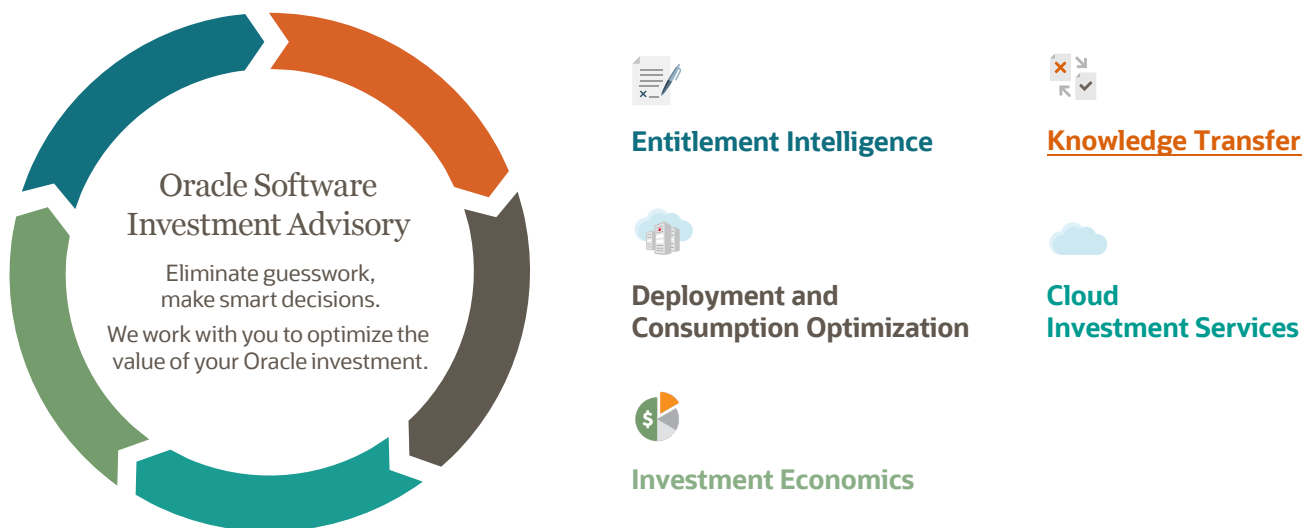 Oracle Software
Investment Advisory
Eliminate guesswork,
make smart decisions.
We work with you to optimize the
value of your Oracle investment.
Entitlement Intelligence
Knowledge Transfer
Deployment and
Consumption Optimization
Cloud
Investment Services
$
Investment Economics